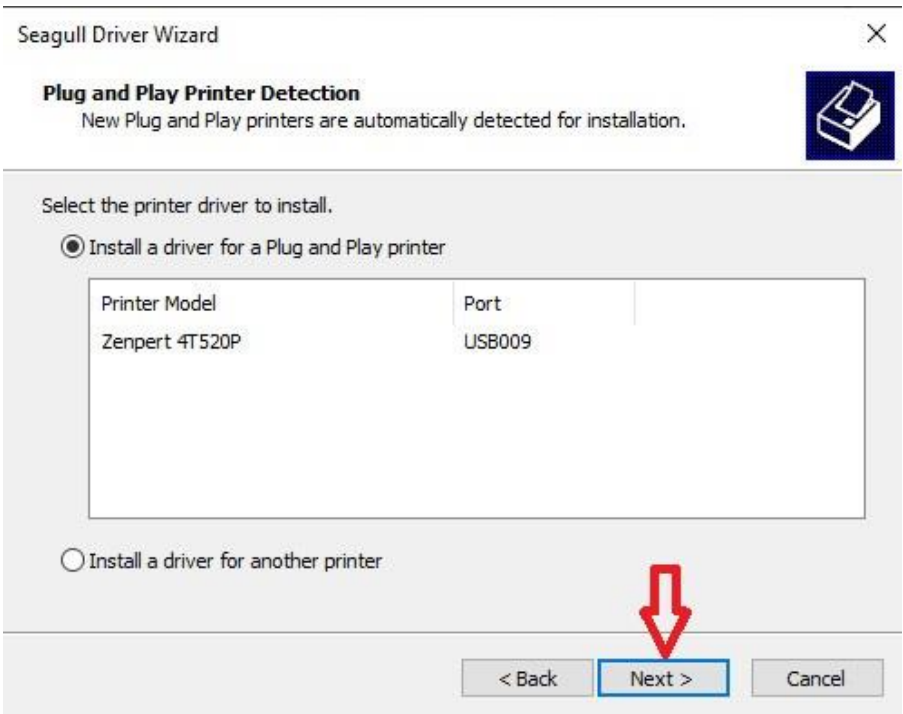 Seagull Driver Wizard
Plug and Play Printer Detection
New Plug and Play printers are automatically detected for installation.
Select the printer driver to install.
Install a driver for a Plug and Play printer
Printer Model Port
Zenpert 4T520P USB009
Install a driver for another printer
< Back Next > Cancel